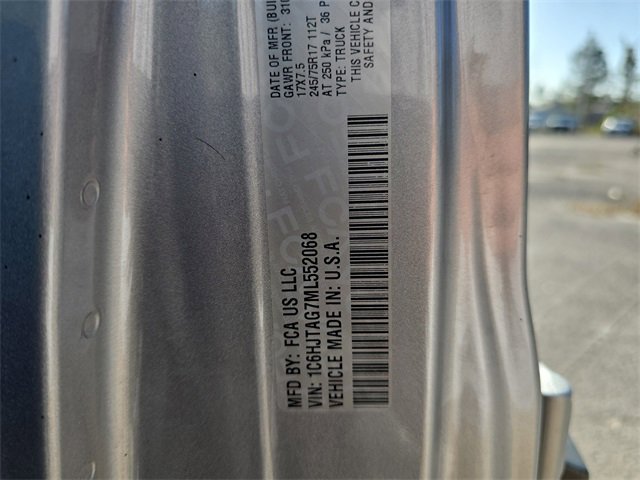 MFD BY: FCA US LLC
VIN: 1C6HJTAG7ML552068
VEHICLE MADE IN: U.S.A.
DATE OF MFR
GAWR FRONT:
17X7.5
245/75R17 112T
AT 250 kPa / 36 P
TYPE: TRUCK
THIS VEHICLE
SAFETY AND
FCA